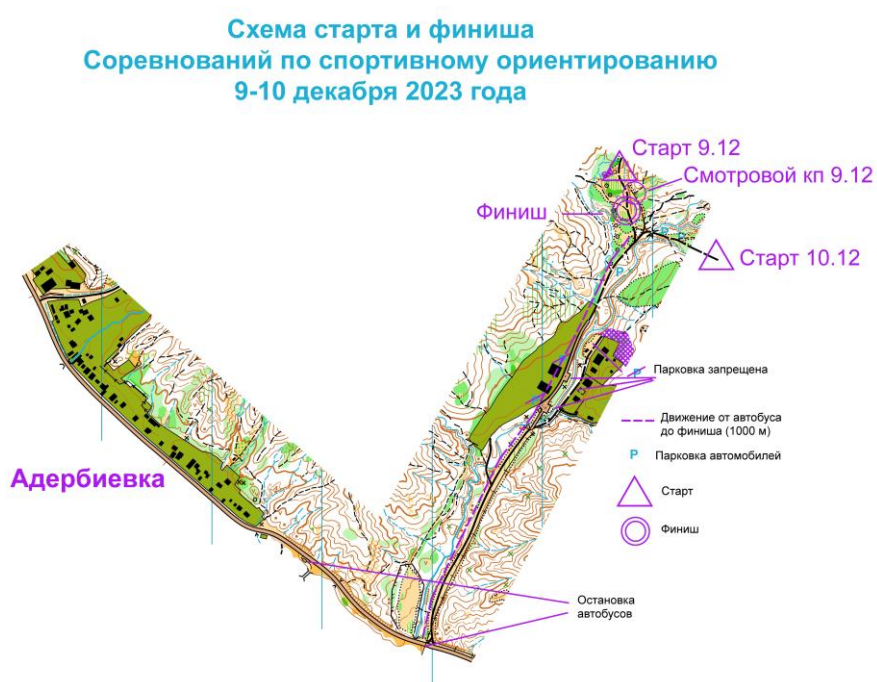 Схема старта и финиша
Соревнований по спортивному ориентированию
9-10 декабря 2023 года
Старт 9.12
Смотровой кп 9.12
Финиш
Старт 10.12
P
P
P
P
P
P
Парковка запрещена
Движение от автобуса
до финиша (1000 м)
P Парковка автомобилей
Адербиевка
Старт
Финиш
Остановка
автобусов